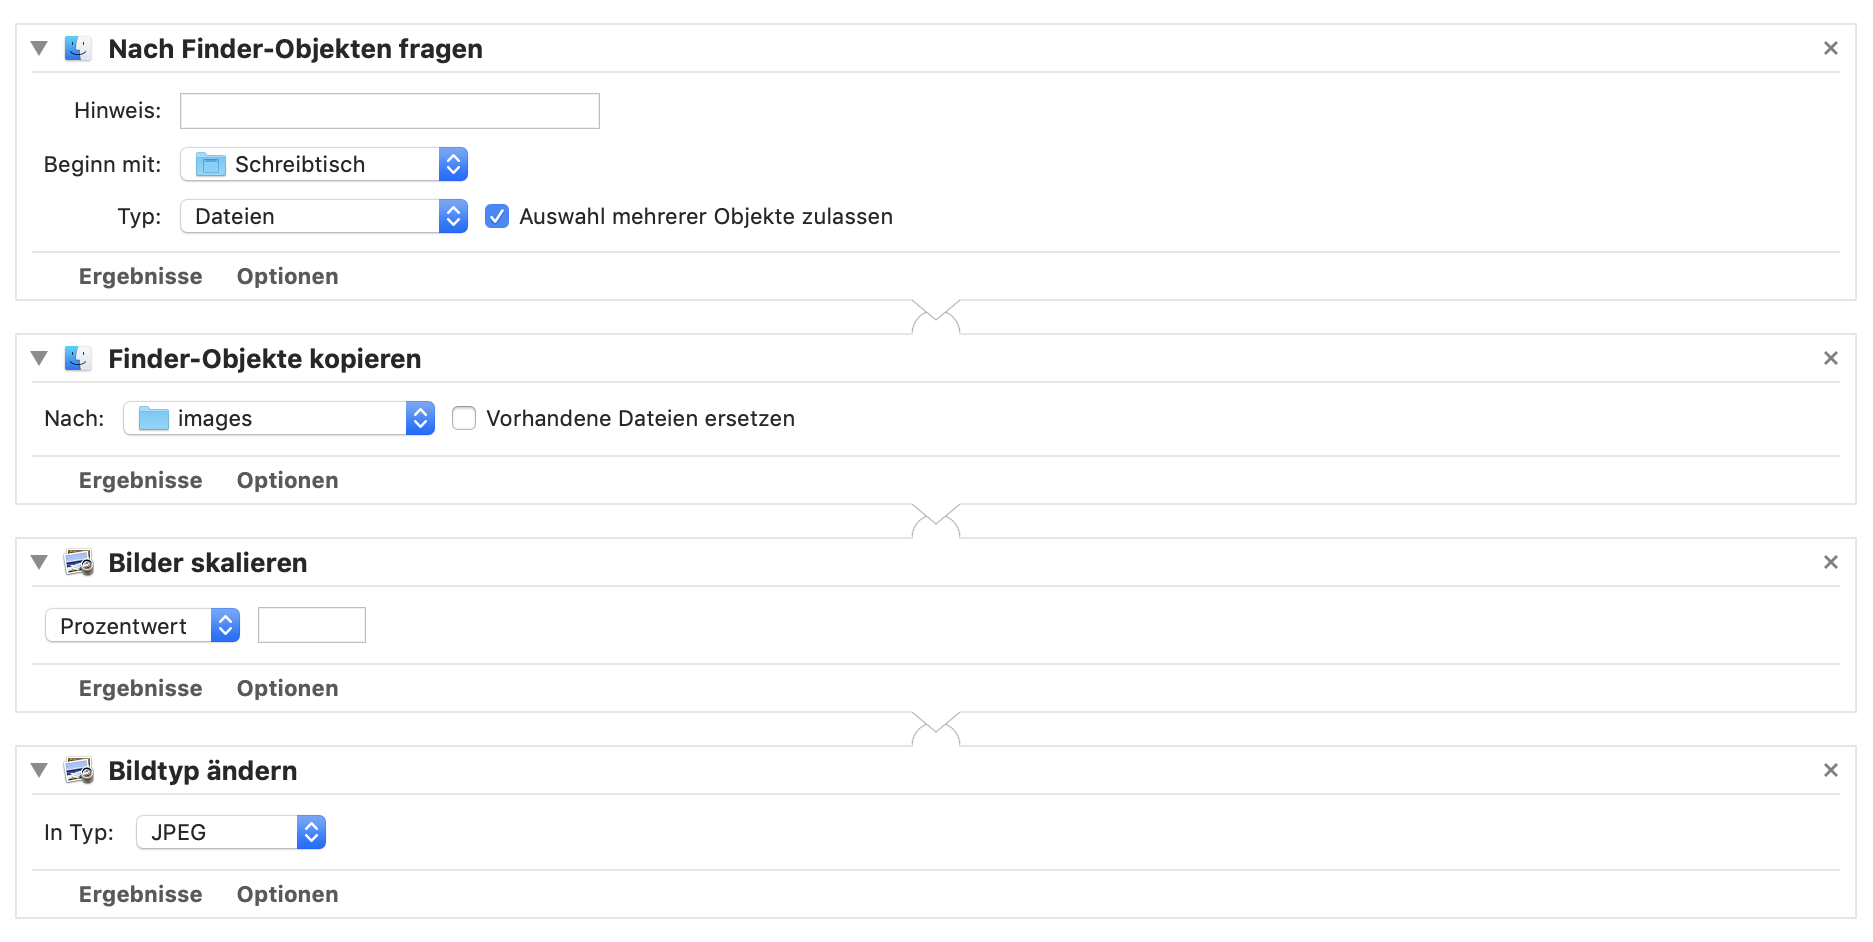 Nach Finder-Objekten fragen
Hinweis:
Beginn mit: Schreibtisch
Typ: Dateien Auswahl mehrerer Objekte zulassen
Ergebnisse Optionen
Finder-Objekte kopieren
Nach: images Vorhandene Dateien ersetzen
Ergebnisse Optionen
Bilder skalieren
Prozentwert
Ergebnisse Optionen
Bildtyp ändern
In Typ: JPEG
Ergebnisse Optionen